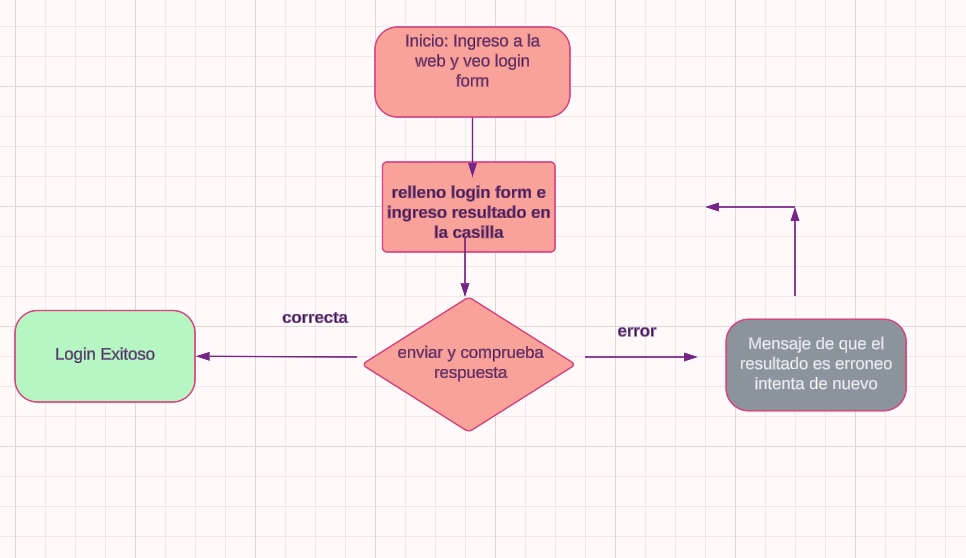 Inicio: Ingreso a la
web y veo login
form
relleno login form e
ingreso resultado en
la casilla
correcta
error
Login Exitoso
enviar y comprueba
respuesta
Mensaje de que el
resultado es erroneo
intenta de nuevo